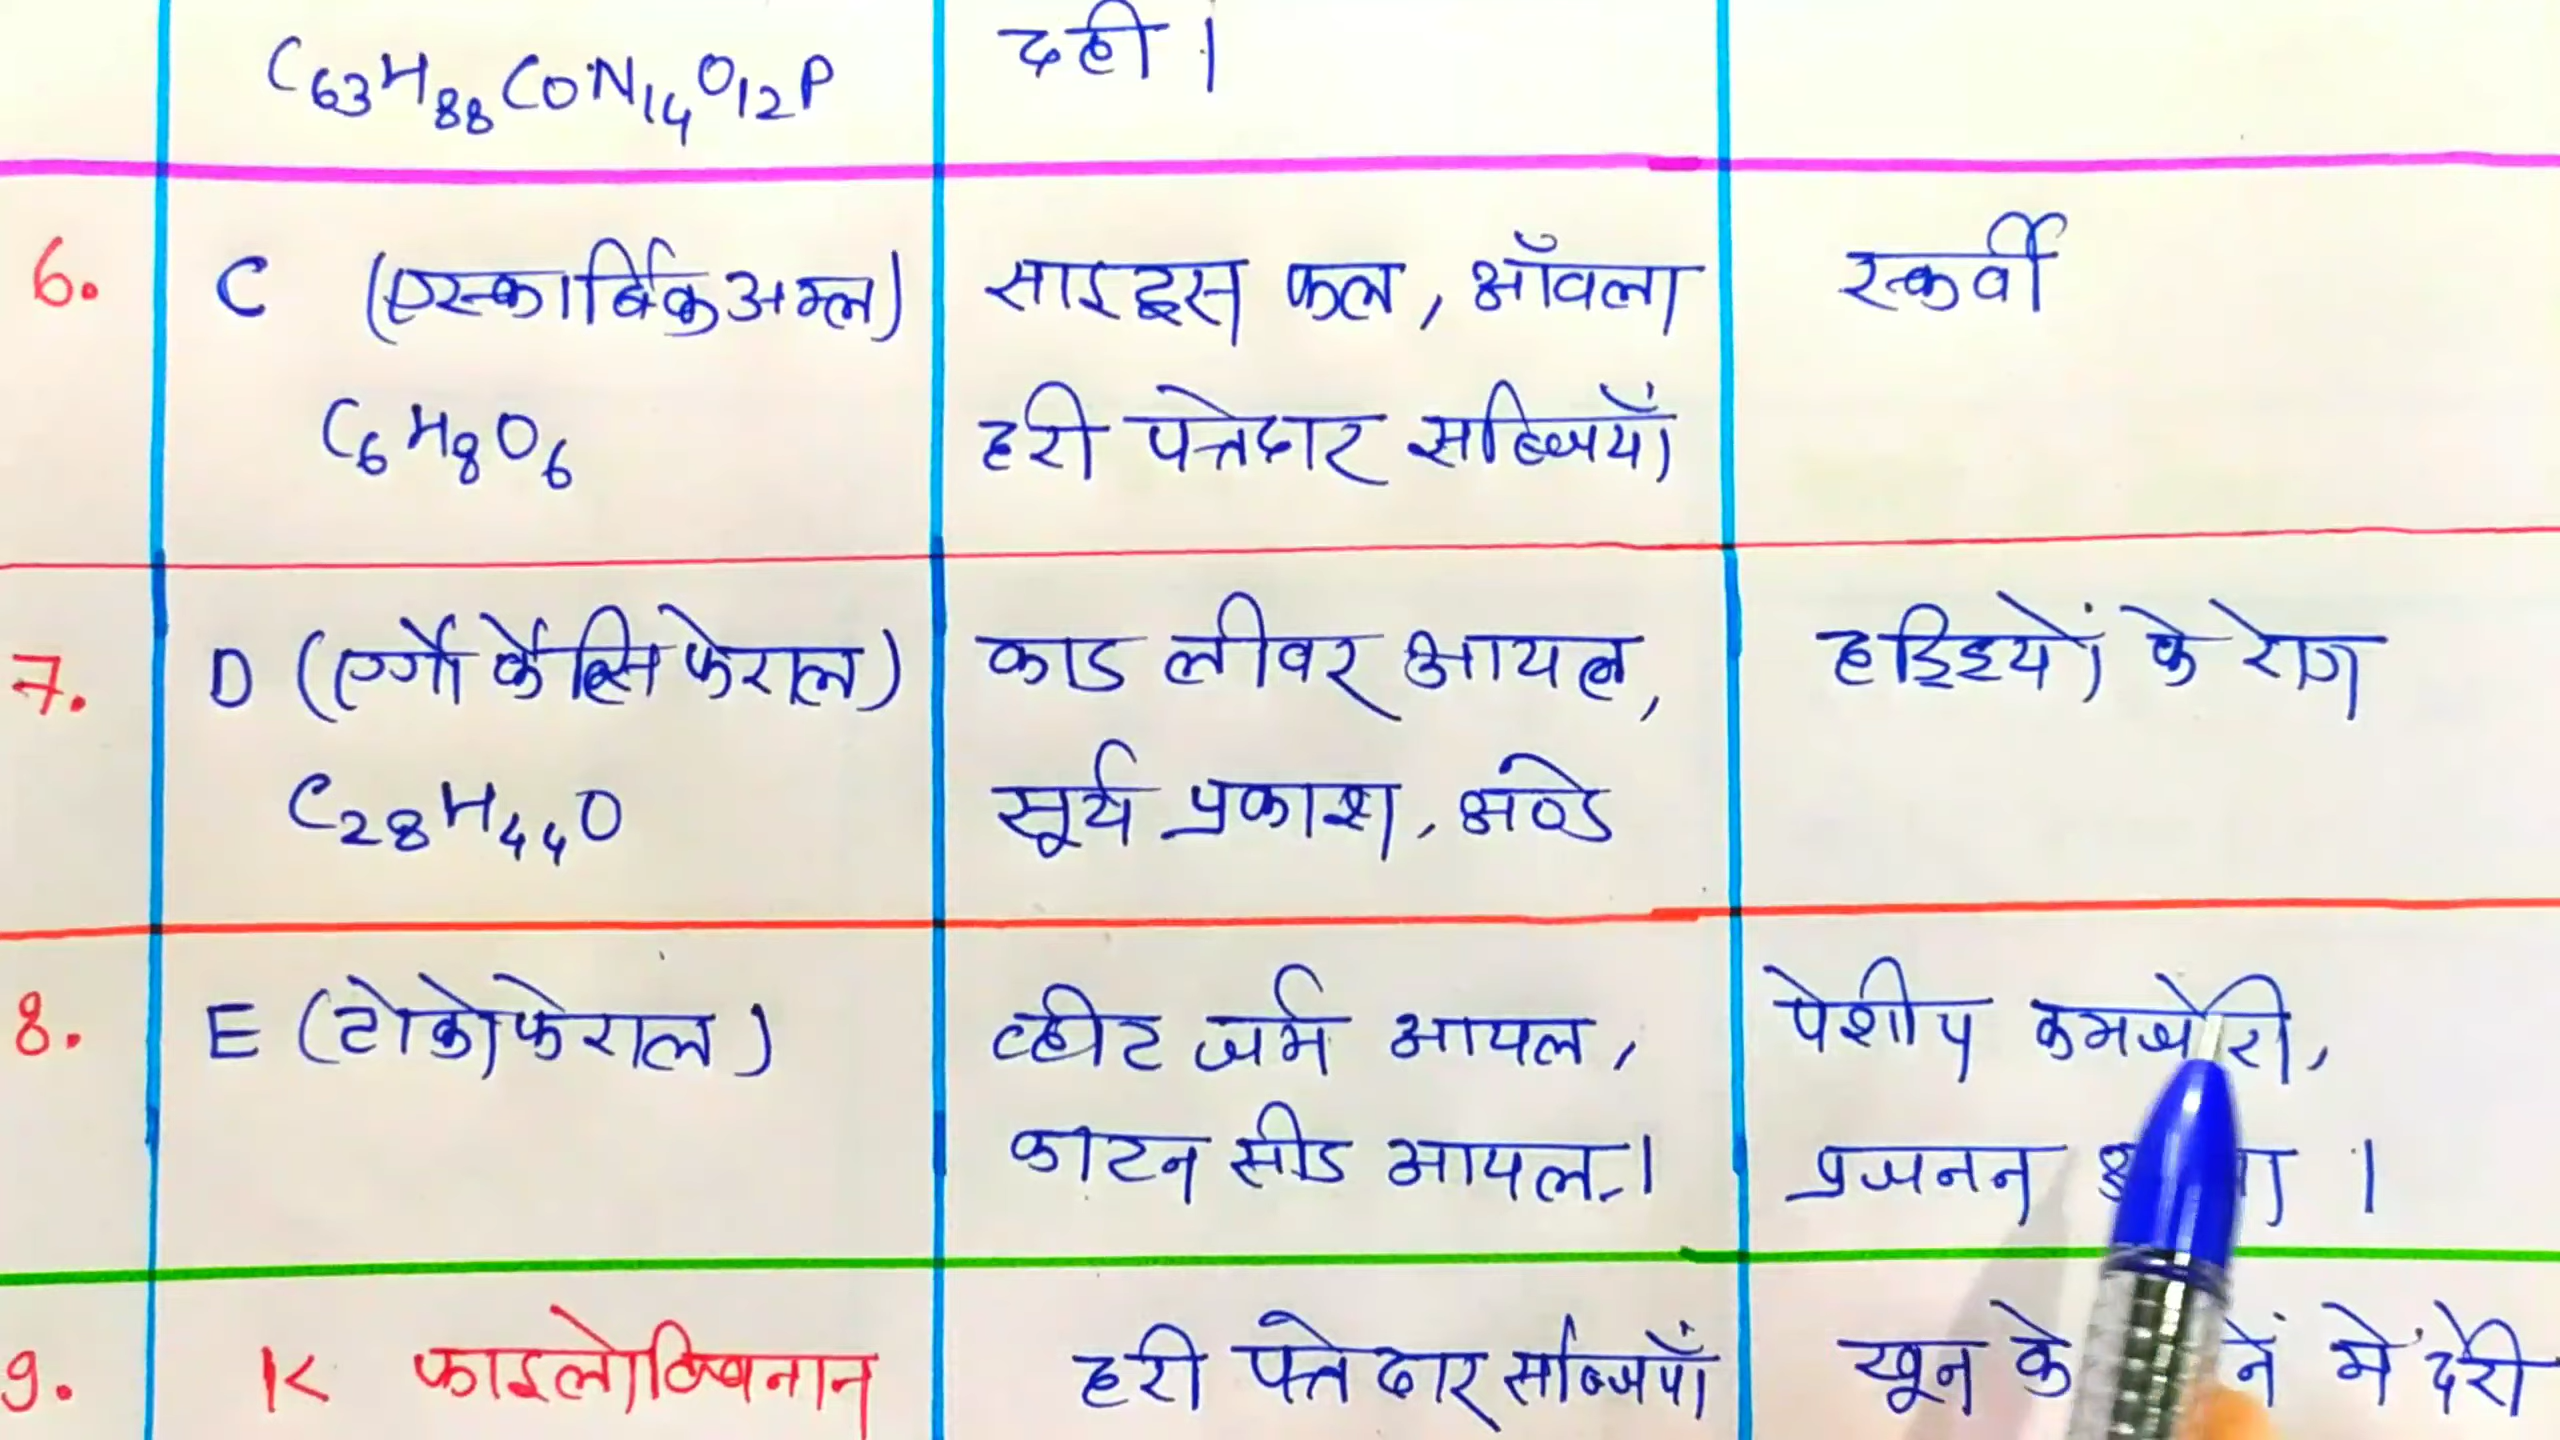 C63H88CoN14O12P
दही।
6.
C (एस्कार्बिक अम्ल)
साइट्रस फल, आँवला
स्कर्वी
C6H8O6
हरी पत्तेदार सब्जियाँ
7.
D (एर्गो कैल्सिफेराल)
काड लीवर आयल,
हड्डियों के रोग
C28H44O
सूर्य प्रकाश, अण्डे
8.
E (टोकोफेराल)
व्हीट जर्म आयल,
पेशीय कमजोरी,
काटन सीड आयल।
प्रजनन ।
9.
K फाइलोक्विनान
हरी पत्तेदार सब्जियाँ
खून के में देरी